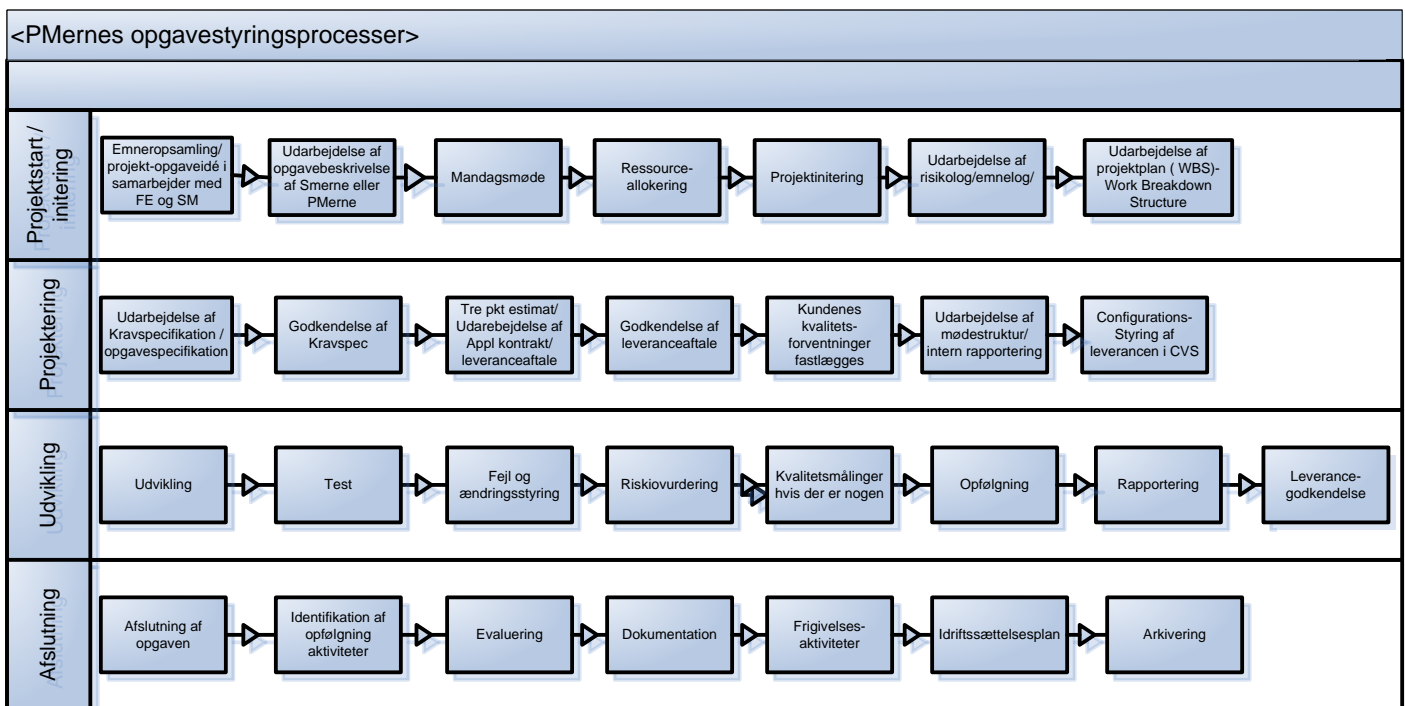 <PMernes opgavestyringsprocesser>
Projektstart /
initering
Emneropsamling/
projekt-opgaveidé i
samarbejder med
FE og SM
Udarbejdelse af
opgavebeskrivelse
af Smerne eller
PMerne
Mandagsmøde
Ressource-
allokering
Projektinitering
Udarbejdelse af
risikolog/emnelog/
Udarbejdelse af
projektplan ( WBS)-
Work Breakdown
Structure
Projektering
Udarbejdelse af
Kravspecifikation /
opgavespecifikation
Godkendelse af
Kravspec
Tre pkt estimat/
Udarebejdelse af
Appl kontrakt/
leveranceaftale
Godkendelse af
leveranceaftale
Kundenes
kvalitets-
forventninger
fastlægges
Udarbejdelse af
mødestruktur/
intern rapportering
Configurations-
Styring af
leverancen i CVS
Udvikling
Udvikling
Test
Fejl og
ændringsstyring
Riskiovurdering
Kvalitetsmålinger
hvis der er nogen
Opfølgning
Rapportering
Leverance-
godkendelse
Afslutning
Afslutning af
opgaven
Identifikation af
opfølgning
aktiviteter
Evaluering
Dokumentation
Frigivelses-
aktiviteter
Idriftssættelsesplan
Arkivering